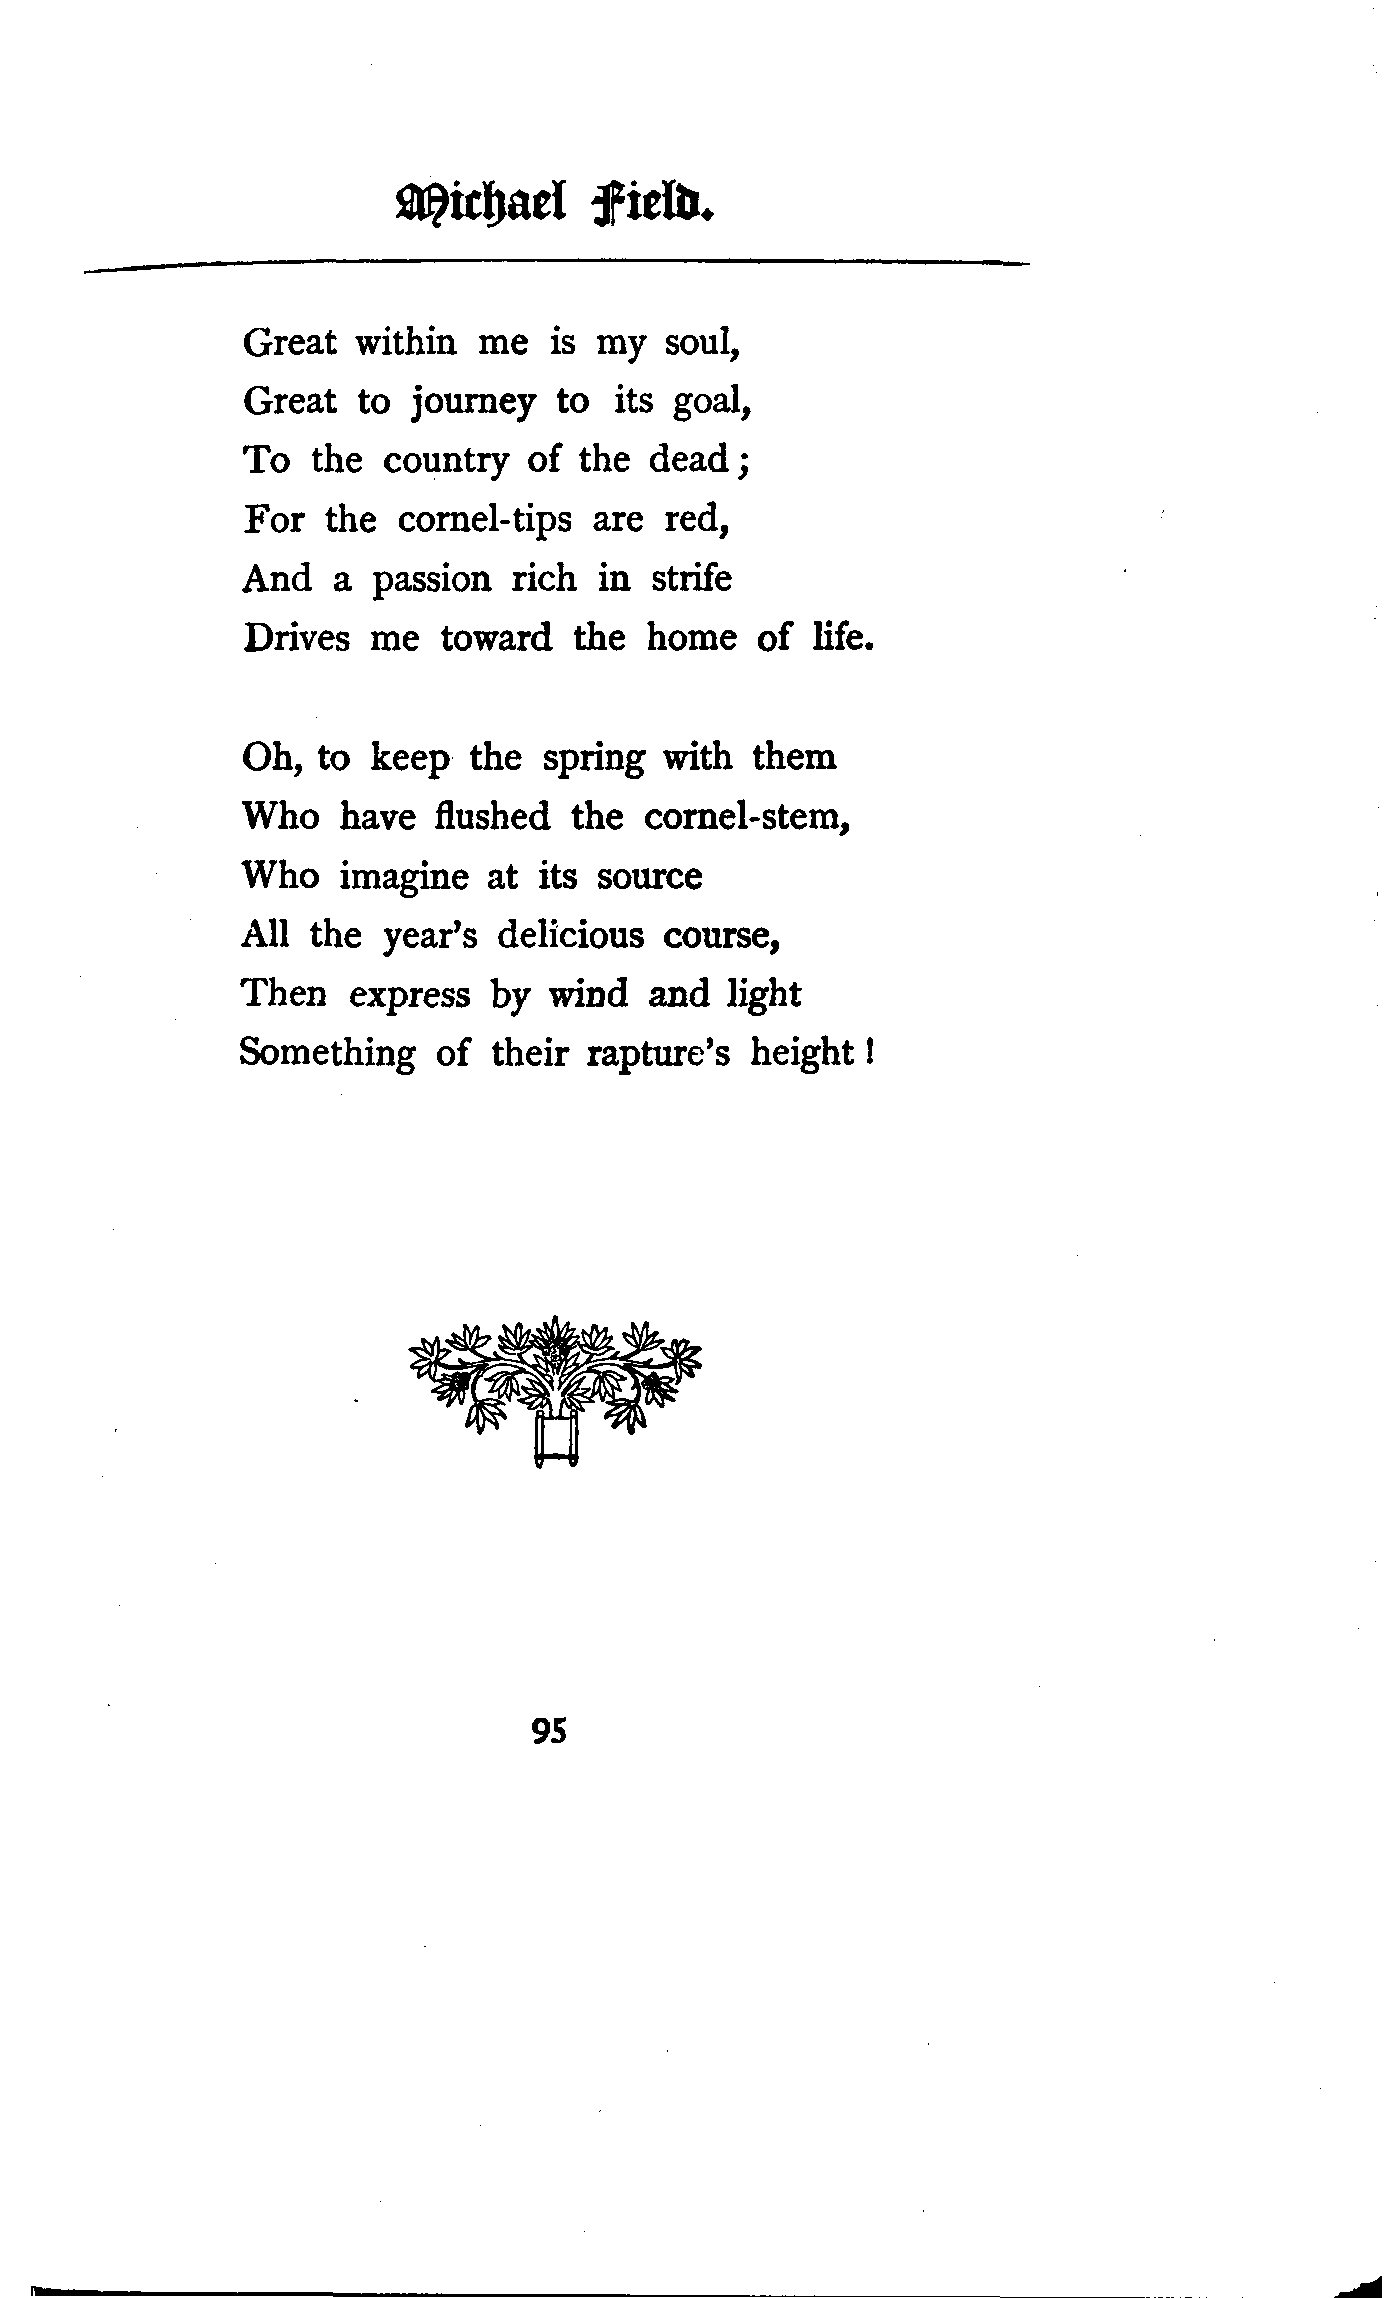 Michael Field.
Great within me is my soul,
Great to journey to its goal,
To the country of the dead;
For the cornel-tips are red,
And a passion rich in strife
Drives me toward the home of life.

Oh, to keep the spring with them
Who have flushed the cornel-stem,
Who imagine at its source
All the year's delicious course,
Then express by wind and light
Something of their rapture's height!
95